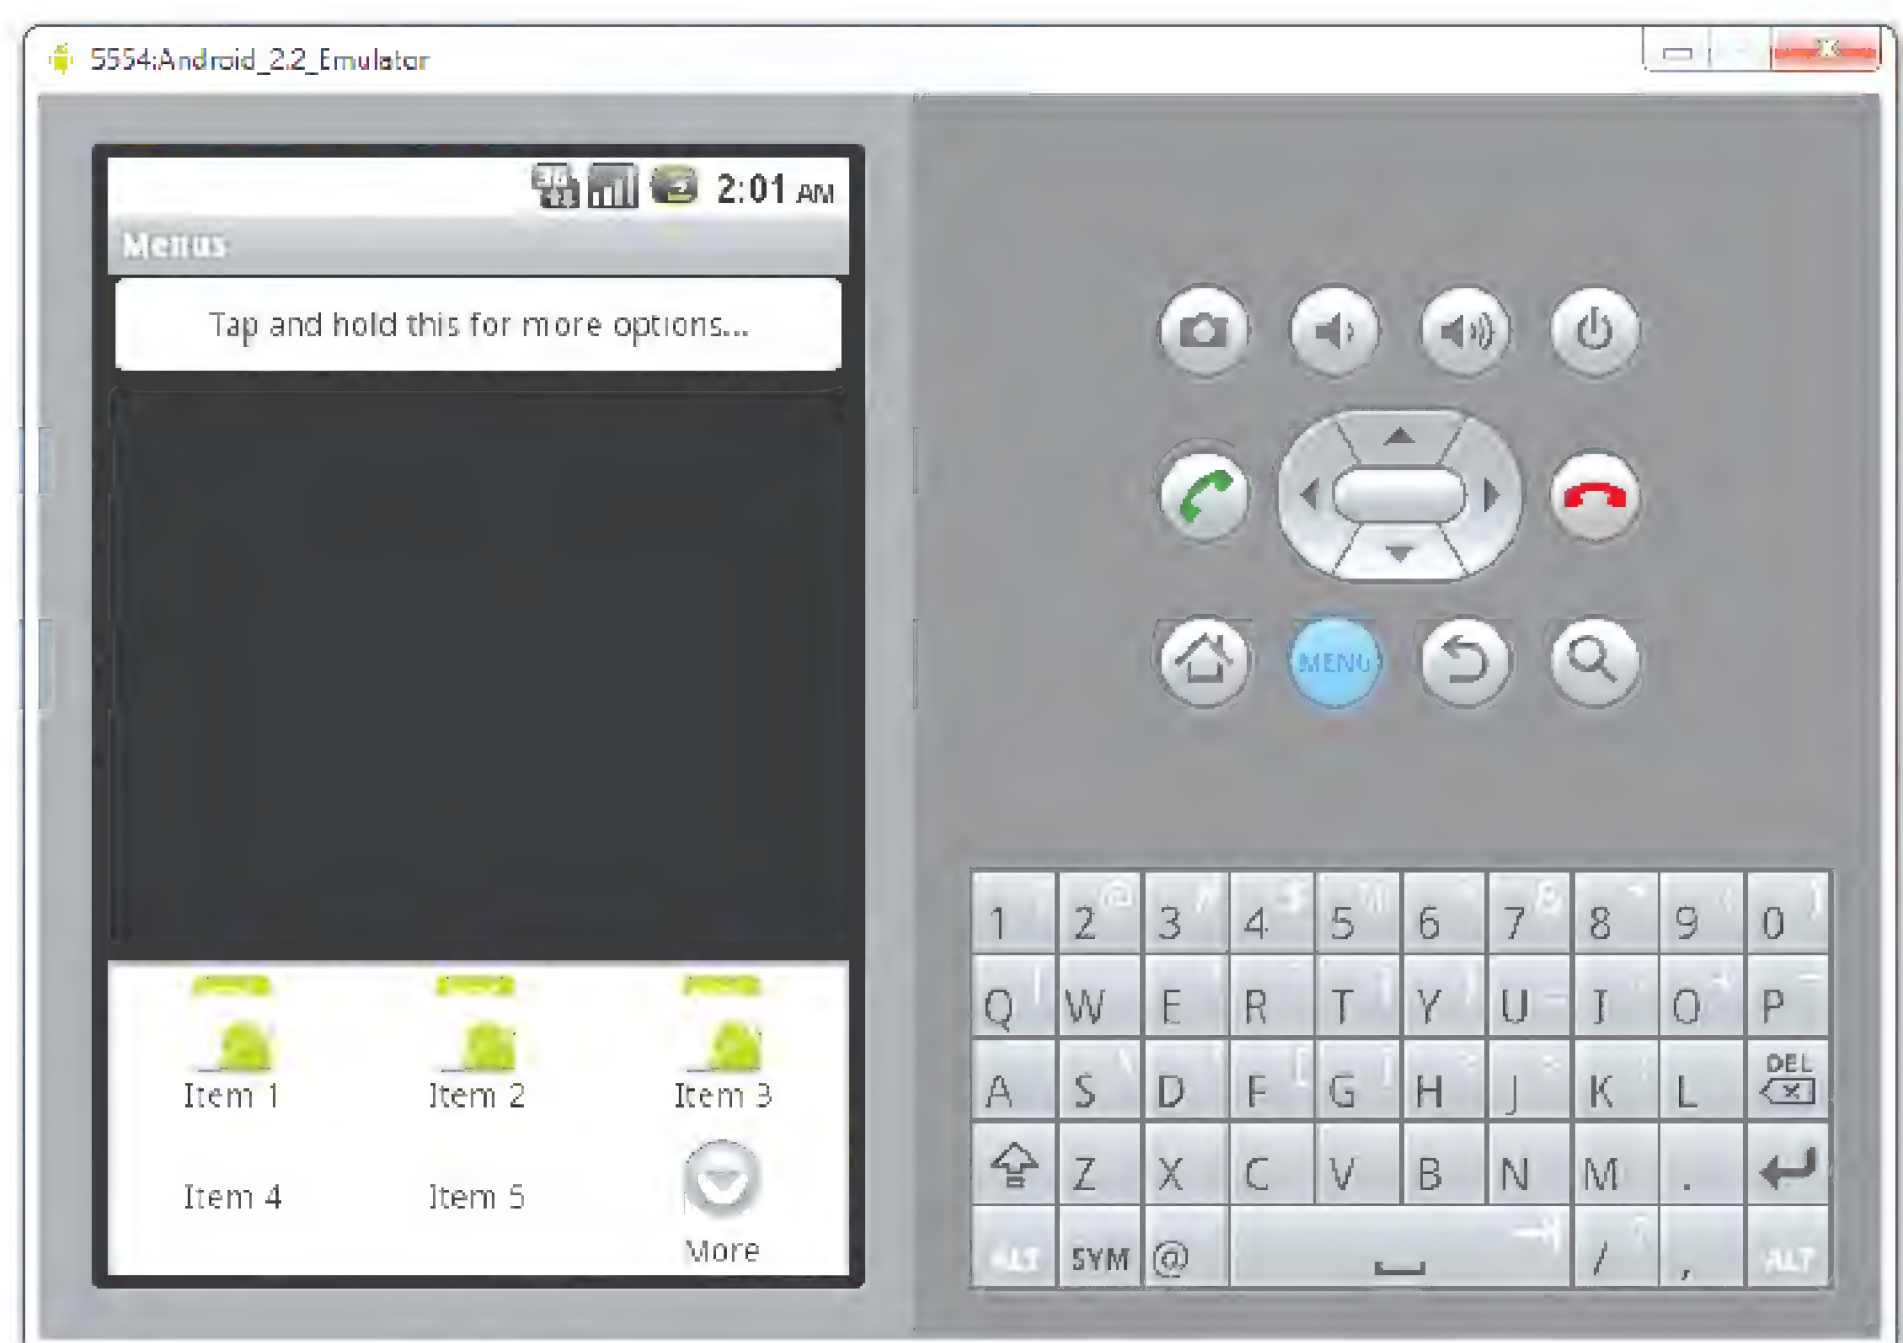 5554:Android_2.2_Emulator
3G 2:01 AM
Menus
Tap and hold this for more options...
MENU
1 2 @ 3 # 4 $ 5 % 6 7 & 8 9 ( 0 )
Q W E R T Y U I O P
A S D F G H J K L DEL
Z X C V B N M .
ALT SYM @ / ? , ALT
Item 1 Item 2 Item 3
Item 4 Item 5
More